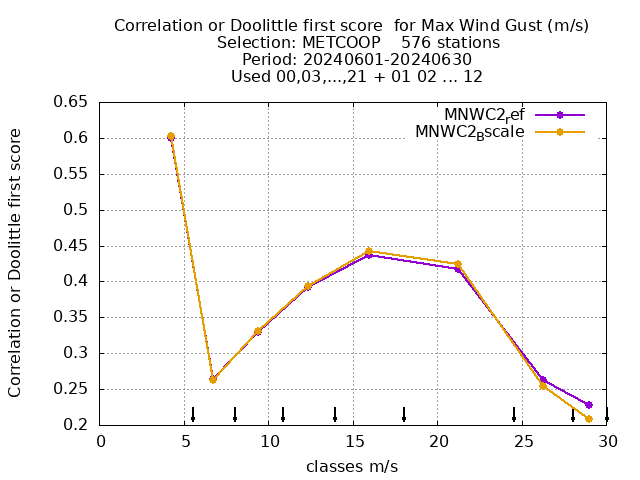 Correlation or Doolittle first score  for Max Wind Gust (m/s)
Selection: METCOOP    576 stations
Period: 20240601-20240630
Used 00,03,...,21 + 01 02 ... 12
Correlation or Doolittle first score
0.65
0.6
0.55
0.5
0.45
0.4
0.35
0.3
0.25
0.2
MNWC2ref
MNWC2Bscale
0 5 10 15 20 25 30
classes m/s